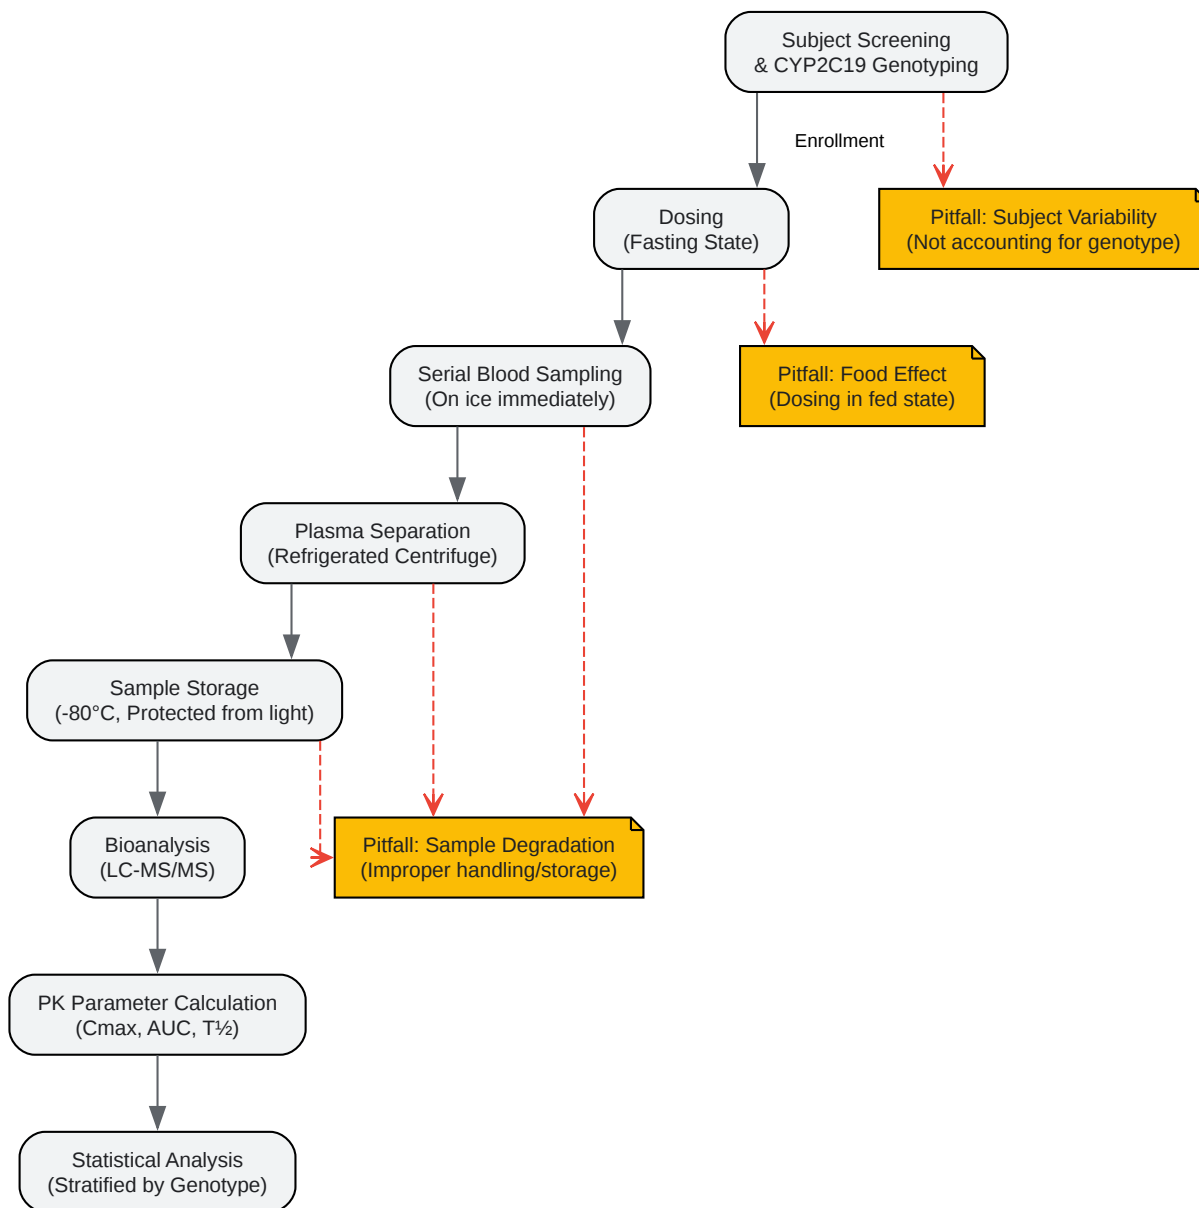 Subject Screening
& CYP2C19 Genotyping
Enrollment
Dosing
(Fasting State)
Pitfall: Subject Variability
(Not accounting for genotype)
Serial Blood Sampling
(On ice immediately)
Pitfall: Food Effect
(Dosing in fed state)
Plasma Separation
(Refrigerated Centrifuge)
Sample Storage
(-80°C, Protected from light)
Bioanalysis
(LC-MS/MS)
Pitfall: Sample Degradation
(Improper handling/storage)
PK Parameter Calculation
(Cmax, AUC, T½)
Statistical Analysis
(Stratified by Genotype)